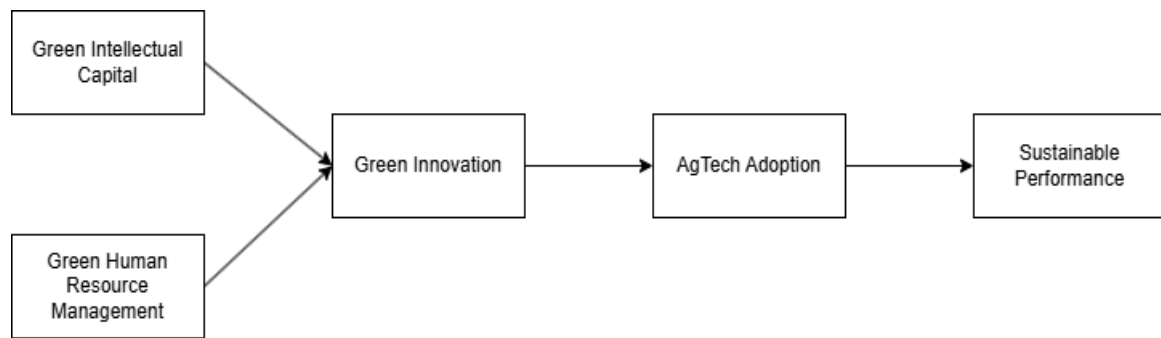 Green Intellectual
Capital
Green Human
Resource
Management
Green Innovation
AgTech Adoption
Sustainable
Performance